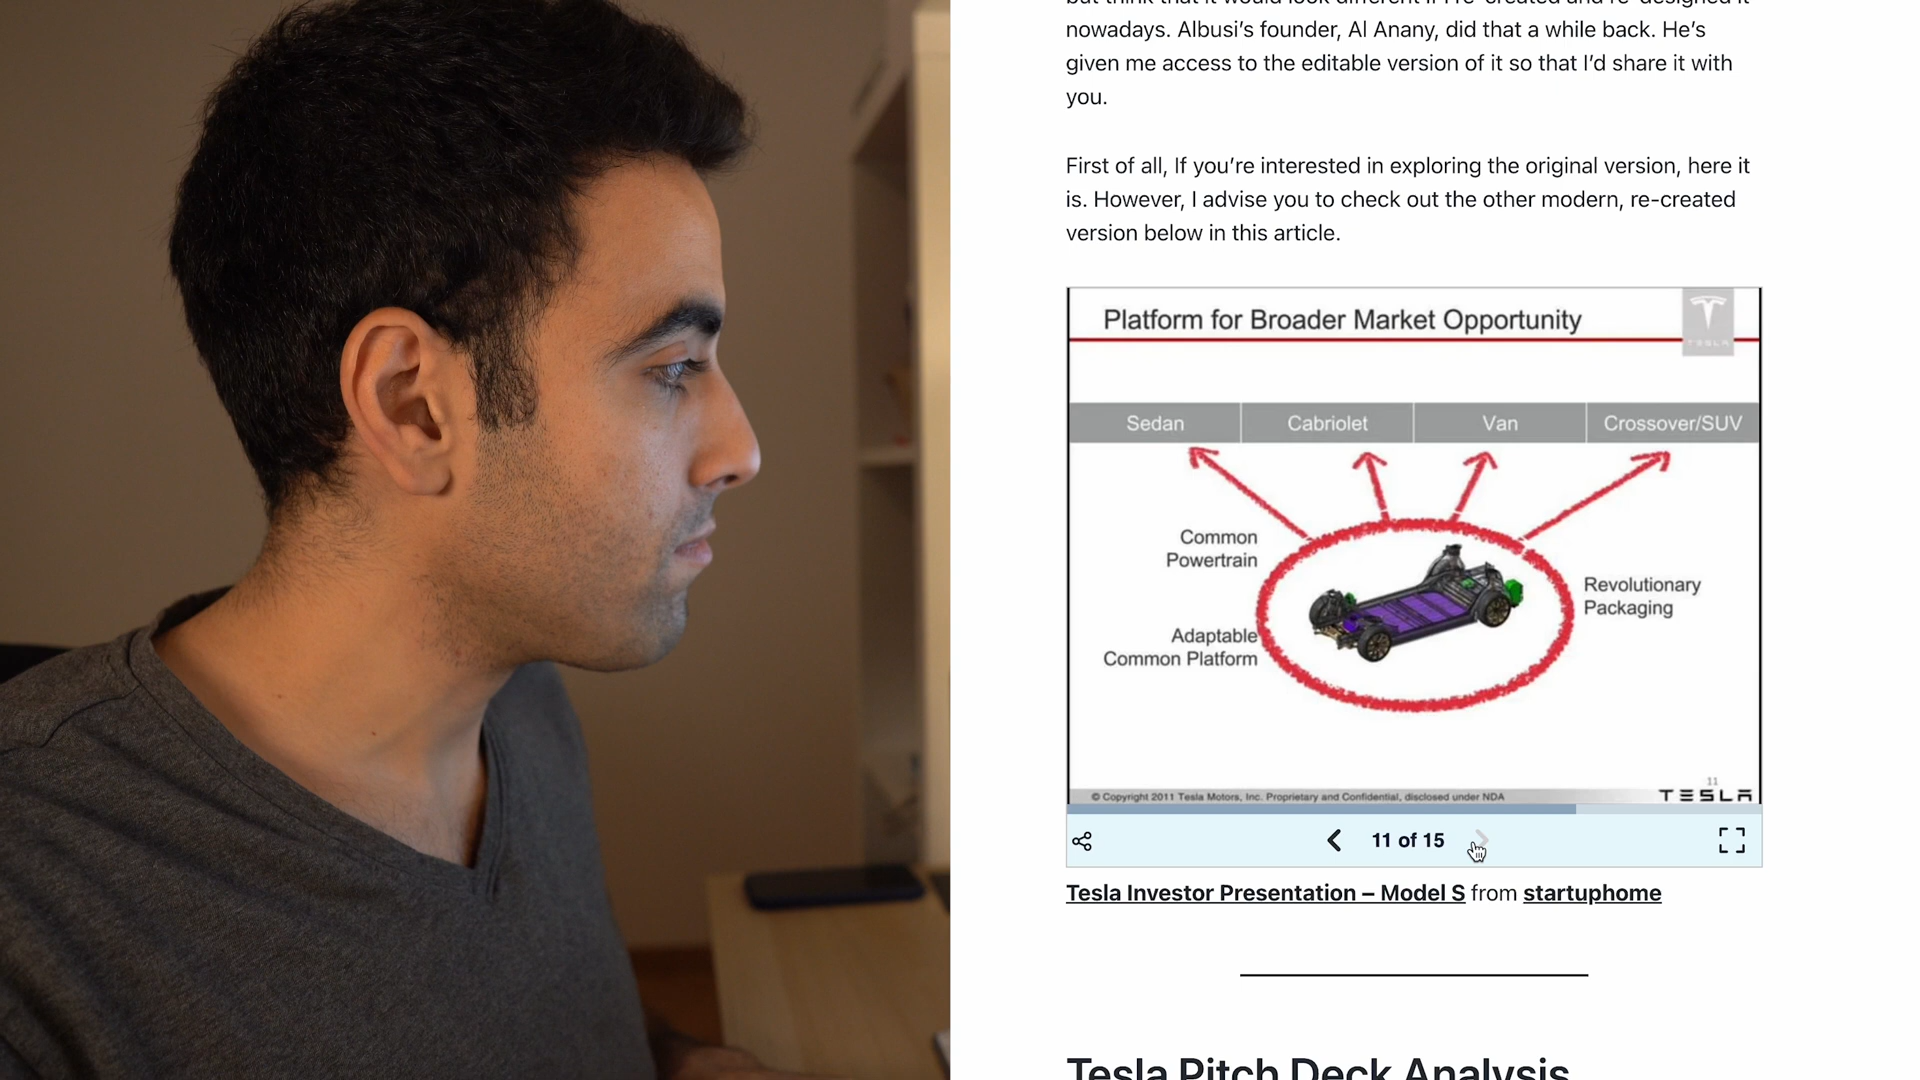 nowadays. Albusi’s founder, Al Anany, did that a while back. He’s
given me access to the editable version of it so that I’d share it with
you.
First of all, If you’re interested in exploring the original version, here it
is. However, I advise you to check out the other modern, re-created
version below in this article.
Platform for Broader Market Opportunity
TESLA
Sedan Cabriolet Van Crossover/SUV
Common
Powertrain
Revolutionary
Packaging
Adaptable
Common Platform
11
© Copyright 2011 Tesla Motors, Inc. Proprietary and Confidential, disclosed under NDA
TESLA
11 of 15
Tesla Investor Presentation – Model S from startuphome
Tesla Pitch Deck Analysis